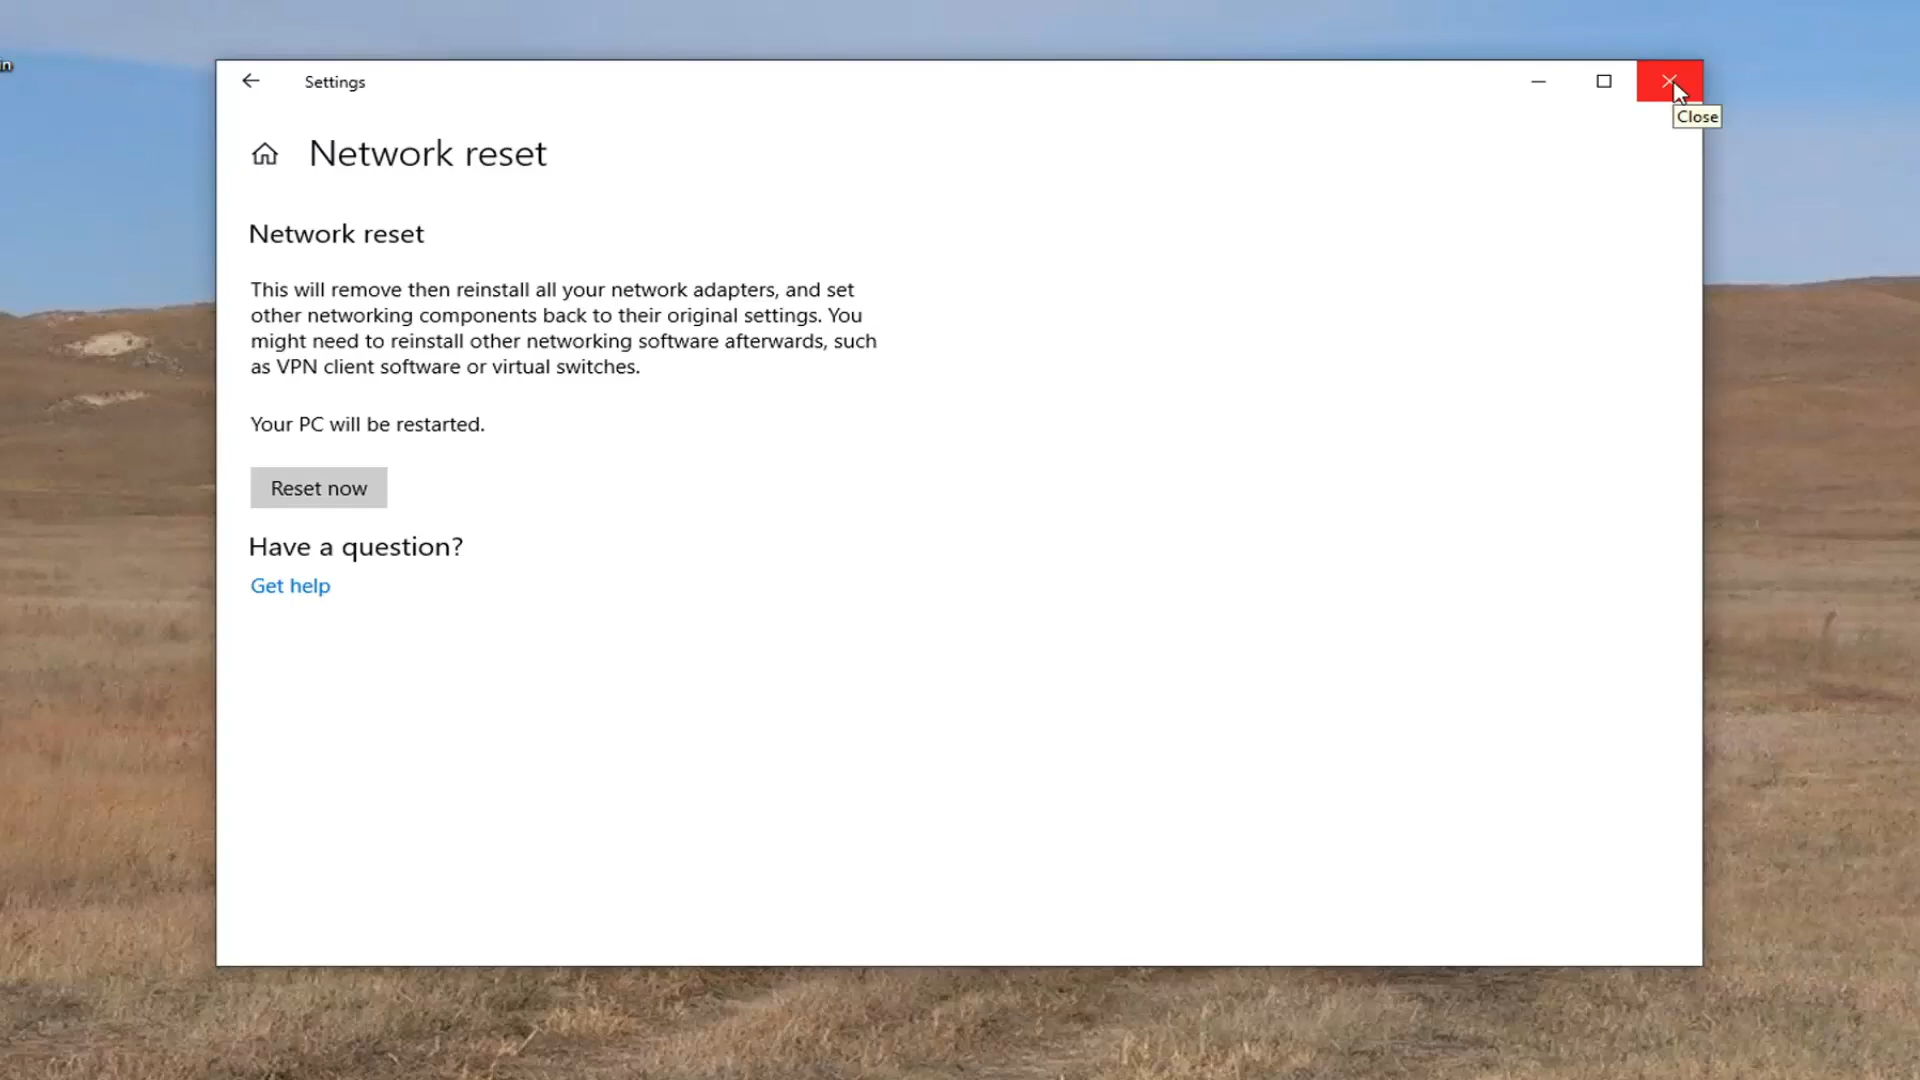 in
Settings
Close
Network reset
Network reset
This will remove then reinstall all your network adapters, and set
other networking components back to their original settings. You
might need to reinstall other networking software afterwards, such
as VPN client software or virtual switches.
Your PC will be restarted.
Reset now
Have a question?
Get help